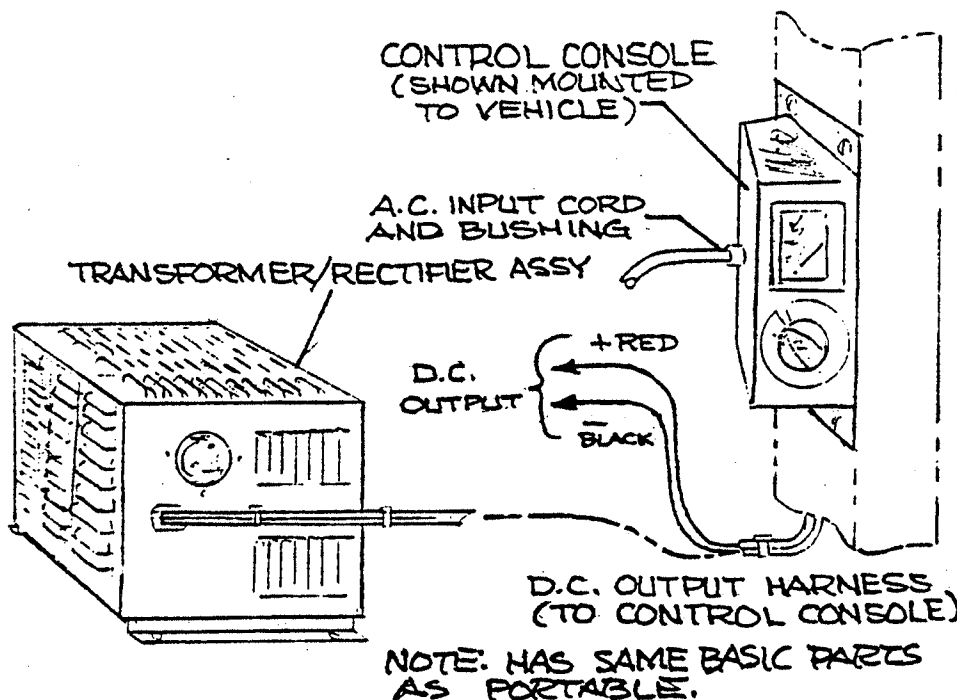 CONTROL CONSOLE
(SHOWN MOUNTED
TO VEHICLE)
A.C. INPUT CORD
AND BUSHING
TRANSFORMER/RECTIFIER ASSY
+RED
D.C.
OUTPUT
- BLACK
D.C. OUTPUT HARNESS
(TO CONTROL CONSOLE)
NOTE: HAS SAME BASIC PARTS
AS PORTABLE.